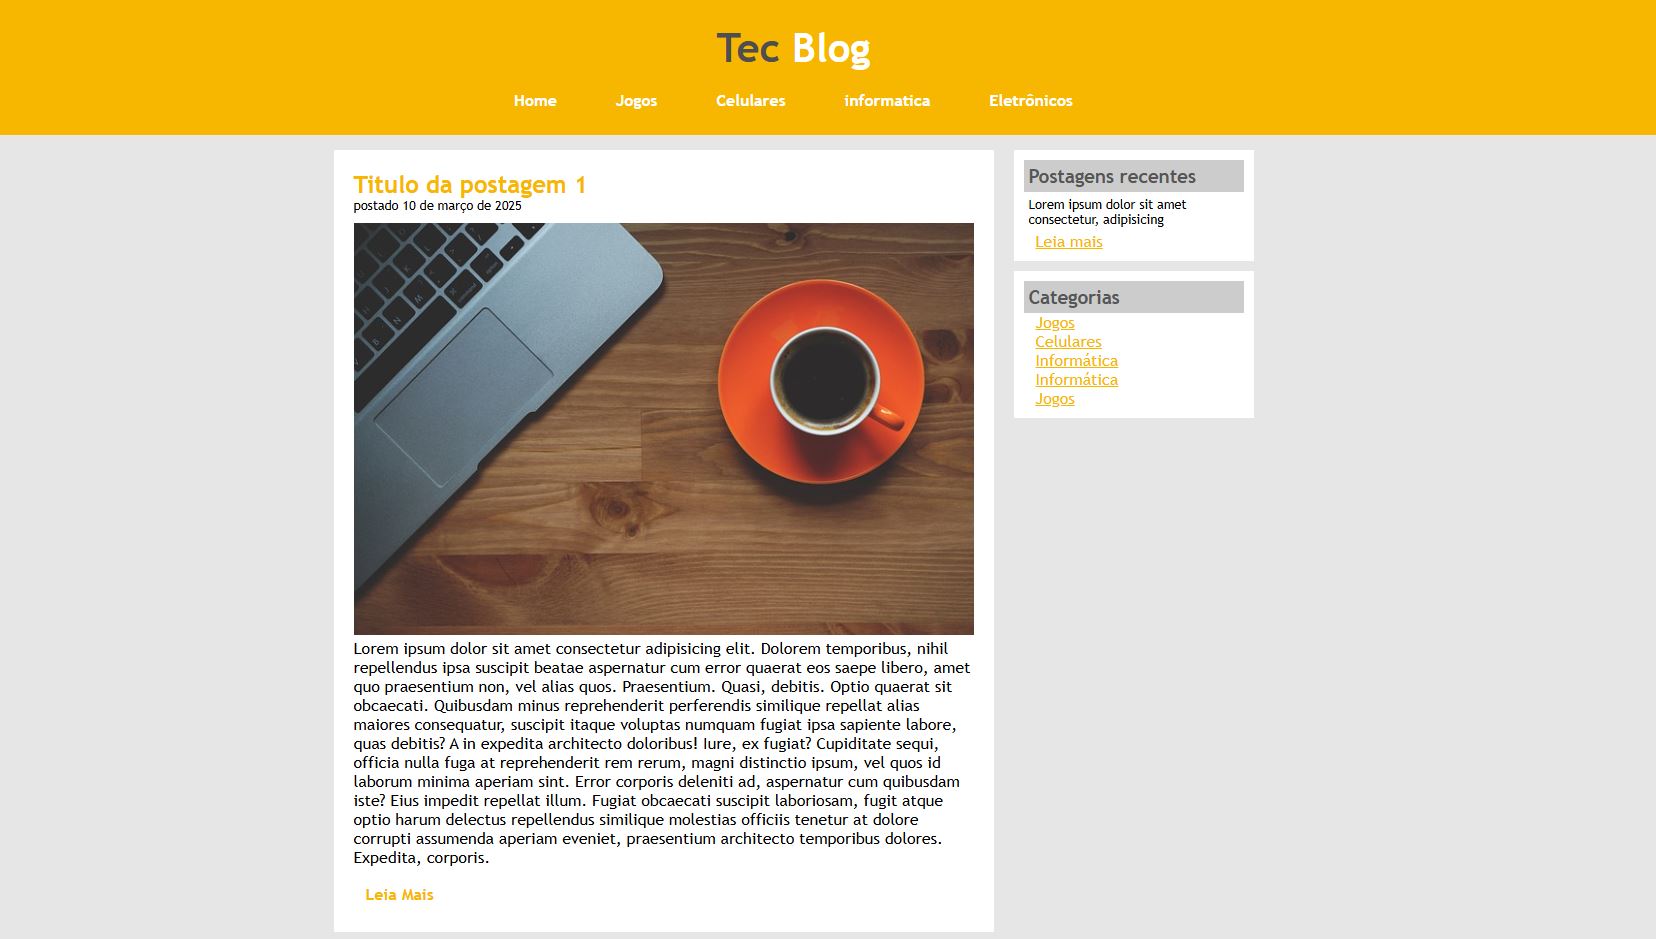 Tec Blog
Home Jogos Celulares informatica Eletrônicos
Titulo da postagem 1
postado 10 de março de 2025
Lorem ipsum dolor sit amet consectetur adipisicing elit. Dolorem temporibus, nihil
repellendus ipsa suscipit beatae aspernatur cum error quaerat eos saepe libero, amet
quo praesentium non, vel alias quos. Praesentium. Quasi, debitis. Optio quaerat sit
obcaecati. Quibusdam minus reprehenderit perferendis similique repellat alias
maiores consequatur, suscipit itaque voluptas numquam fugiat ipsa sapiente labore,
quas debitis? A in expedita architecto doloribus! Iure, ex fugiat? Cupiditate sequi,
officia nulla fuga at reprehenderit rem rerum, magni distinctio ipsum, vel quos id
laborum minima aperiam sint. Error corporis deleniti ad, aspernatur cum quibusdam
iste? Eius impedit repellat illum. Fugiat obcaecati suscipit laboriosam, fugit atque
optio harum delectus repellendus similique molestias officiis tenetur at dolore
corrupti assumenda aperiam eveniet, praesentium architecto temporibus dolores.
Expedita, corporis.
Leia Mais
Postagens recentes
Lorem ipsum dolor sit amet
consectetur, adipisicing
Leia mais
Categorias
Jogos
Celulares
Informática
Informática
Jogos